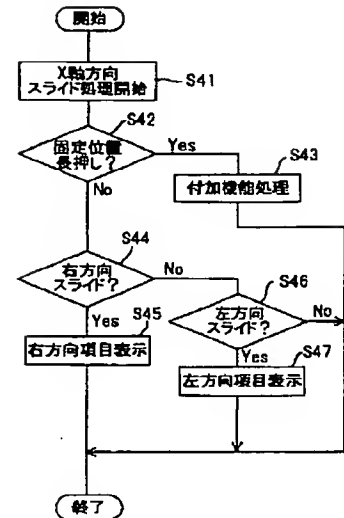 開始
X軸方向
スライド処理開始
S41
S42
固定位置
長押し?
Yes
No
S43
付加機能処理
S44
右方向
スライド?
No
Yes
S46
左方向
スライド?
No
Yes
S45
右方向項目表示
S47
左方向項目表示
終了